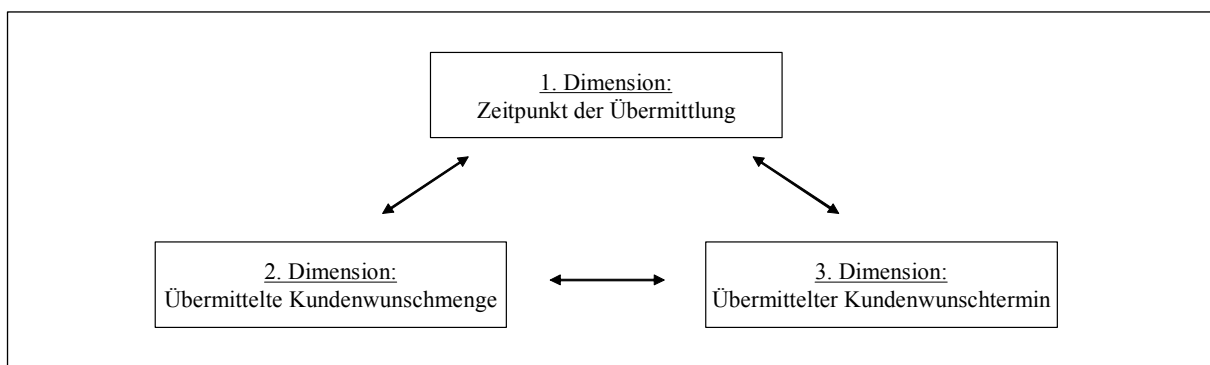 1. Dimension:
Zeitpunkt der Übermittlung
2. Dimension:
Übermittelte Kundenwunschmenge
3. Dimension:
Übermittelter Kundenwunschtermin